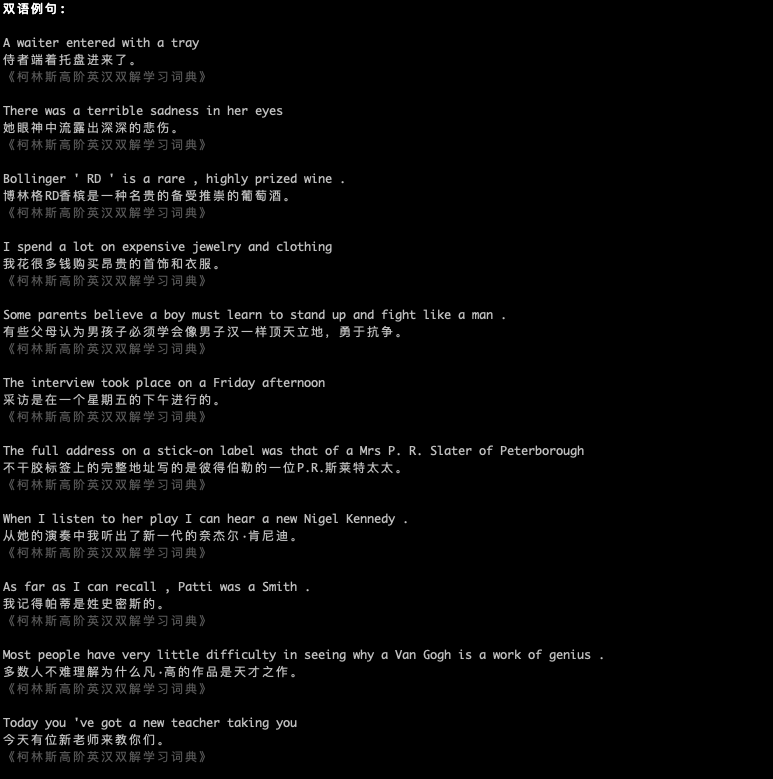 双语例句:
A waiter entered with a tray
侍者端着托盘进来了。
《柯林斯高阶英汉双解学习词典》
There was a terrible sadness in her eyes
她眼神中流露出深深的悲伤。
《柯林斯高阶英汉双解学习词典》
Bollinger ' RD ' is a rare , highly prized wine .
博林格RD香槟是一种名贵的备受推崇的葡萄酒。
《柯林斯高阶英汉双解学习词典》
I spend a lot on expensive jewelry and clothing
我花很多钱购买昂贵的首饰和衣服。
《柯林斯高阶英汉双解学习词典》
Some parents believe a boy must learn to stand up and fight like a man .
有些父母认为男孩子必须学会像男子汉一样顶天立地, 勇于抗争。
《柯林斯高阶英汉双解学习词典》
The interview took place on a Friday afternoon
采访是在一个星期五的下午进行的。
《柯林斯高阶英汉双解学习词典》
The full address on a stick-on label was that of a Mrs P. R. Slater of Peterborough
不干胶标签上的完整地址写的是彼得伯勒的一位P.R.斯莱特太太。
《柯林斯高阶英汉双解学习词典》
When I listen to her play I can hear a new Nigel Kennedy .
从她的演奏中我听出了新一代的奈杰尔·肯尼迪。
《柯林斯高阶英汉双解学习词典》
As far as I can recall , Patti was a Smith .
我记得帕蒂是姓史密斯的。
《柯林斯高阶英汉双解学习词典》
Most people have very little difficulty in seeing why a Van Gogh is a work of genius .
多数人不难理解为什么凡·高的作品是天才之作。
《柯林斯高阶英汉双解学习词典》
Today you 've got a new teacher taking you
今天有位新老师来教你们。
《柯林斯高阶英汉双解学习词典》